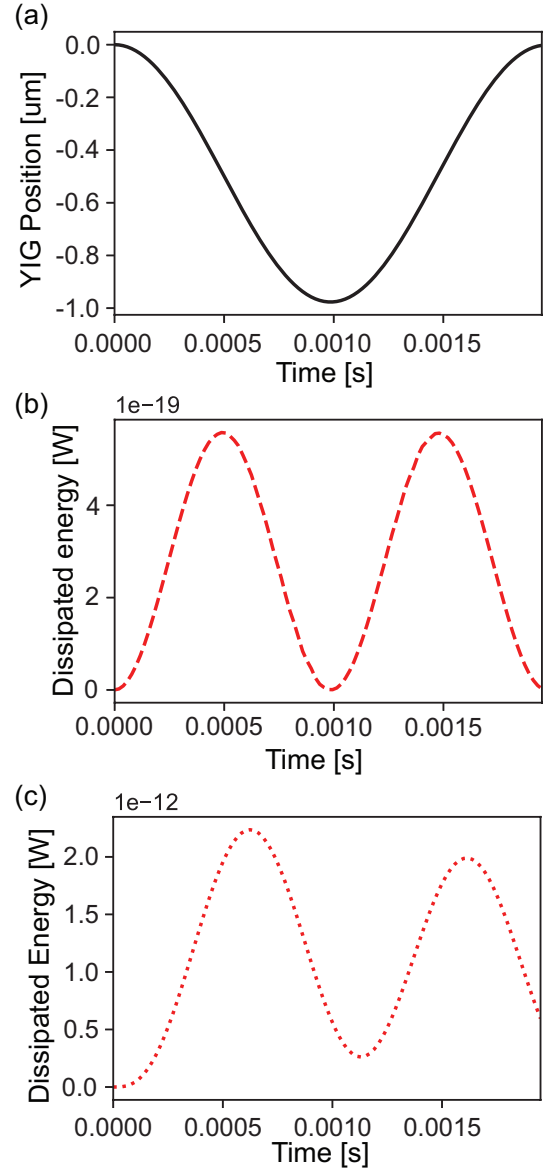 (a)
YIG Position [um]
0.0
-0.2
-0.4
-0.6
-0.8
-1.0
0.0000 0.0005 0.0010 0.0015
Time [s]
(b)
1e−19
Dissipated energy [W]
4
2
0
0.0000 0.0005 0.0010 0.0015
Time [s]
(c)
1e−12
Dissipated Energy [W]
2.0
1.5
1.0
0.5
0.0
0.0000 0.0005 0.0010 0.0015
Time [s]